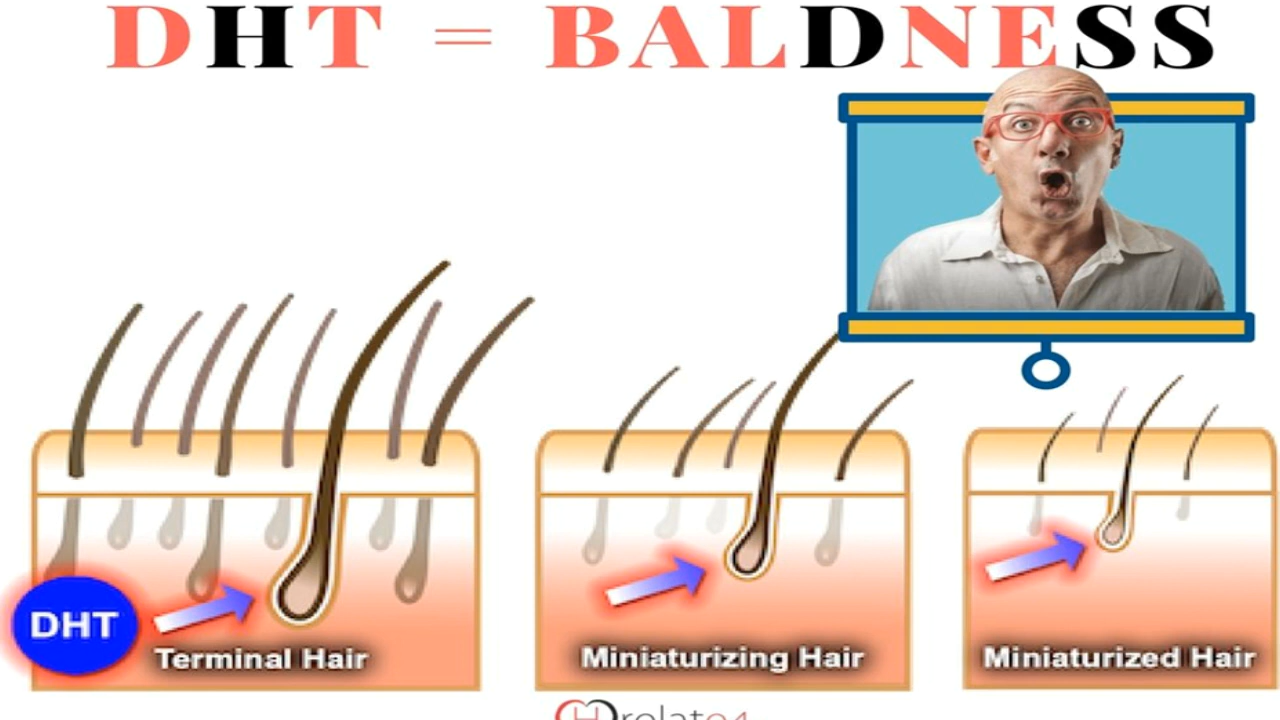 DHT = BALDNESS
DHT
Terminal Hair
Miniaturizing Hair
Miniaturized Hair